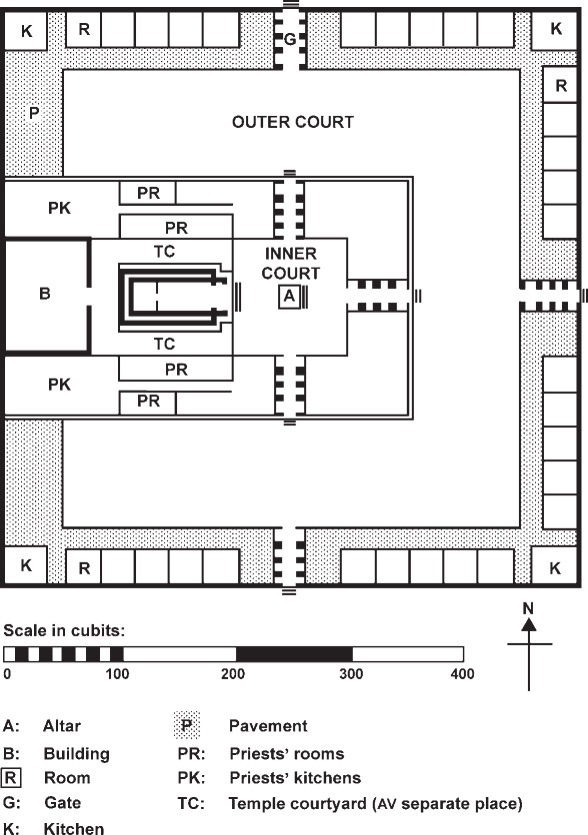 K R G K
R
P
OUTER COURT
PR
PK
PR
TC
INNER
COURT
B
A
TC
PR
PK
PR
K R K
N
Scale in cubits:
0 100 200 300 400
A: Altar
B: Building
R Room
G: Gate
K: Kitchen
P Pavement
PR: Priests’ rooms
PK: Priests’ kitchens
TC: Temple courtyard (AV separate place)